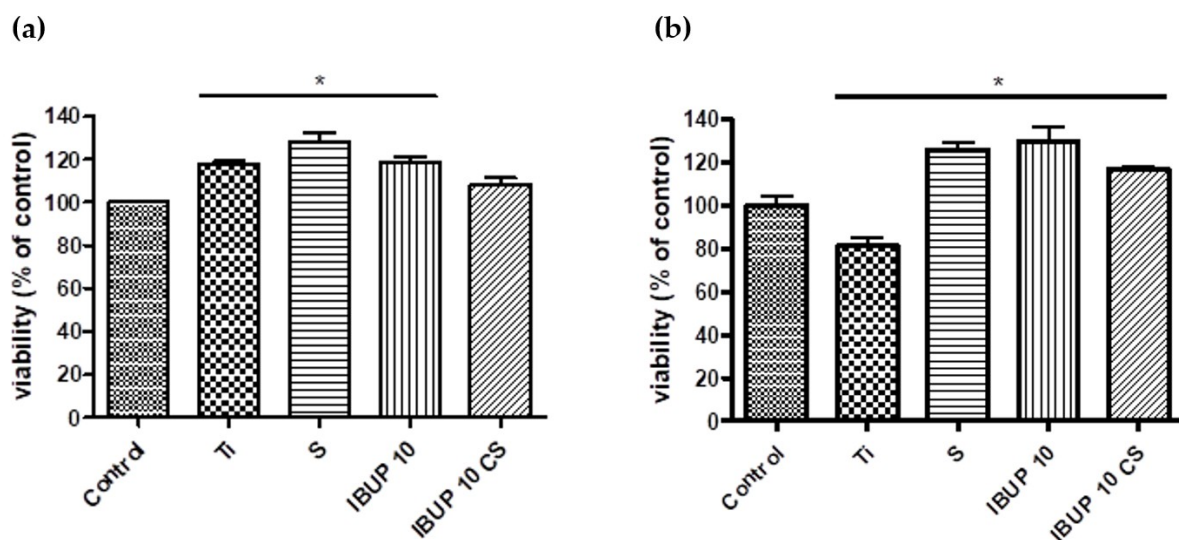 (a)
*
viability (% of control)
140
120
100
80
60
40
20
0
Control
Ti
S
IBUP 10
IBUP 10 CS
(b)
*
viability (% of control)
140
120
100
80
60
40
20
0
Control
Ti
S
IBUP 10
IBUP 10 CS